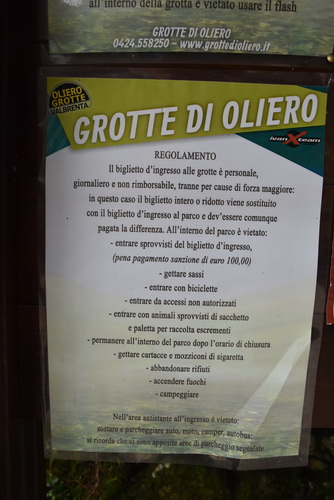 all'interno della grotta è vietato usare il flash
GROTTE DI OLIERO
0424.558250 – www.grottedioliero.it
OLIERO
GROTTE
VALBRENTA
GROTTE DI OLIERO
ivan X team
REGOLAMENTO
Il biglietto d'ingresso alle grotte è personale,
giornaliero e non rimborsabile, tranne per cause di forza maggiore:
in questo caso il biglietto intero o ridotto viene sostituito
con il biglietto d'ingresso al parco e dev'essere comunque
pagata la differenza. All'interno del parco è vietato:
- entrare sprovvisti del biglietto d'ingresso,
(pena pagamento sanzione di euro 100,00)
- gettare sassi
- entrare con biciclette
- entrare da accessi non autorizzati
- entrare con animali sprovvisti di sacchetto
e paletta per raccolta escrementi
- permanere all'interno del parco dopo l'orario di chiusura
- gettare cartacce e mozziconi di sigaretta
- abbandonare rifiuti
- accendere fuochi
- campeggiare
Nell'area antistante all'ingresso è vietato:
sostare e parcheggiare auto, moto, camper, autobus:
si ricorda che vi sono apposite aree di parcheggio segnalate